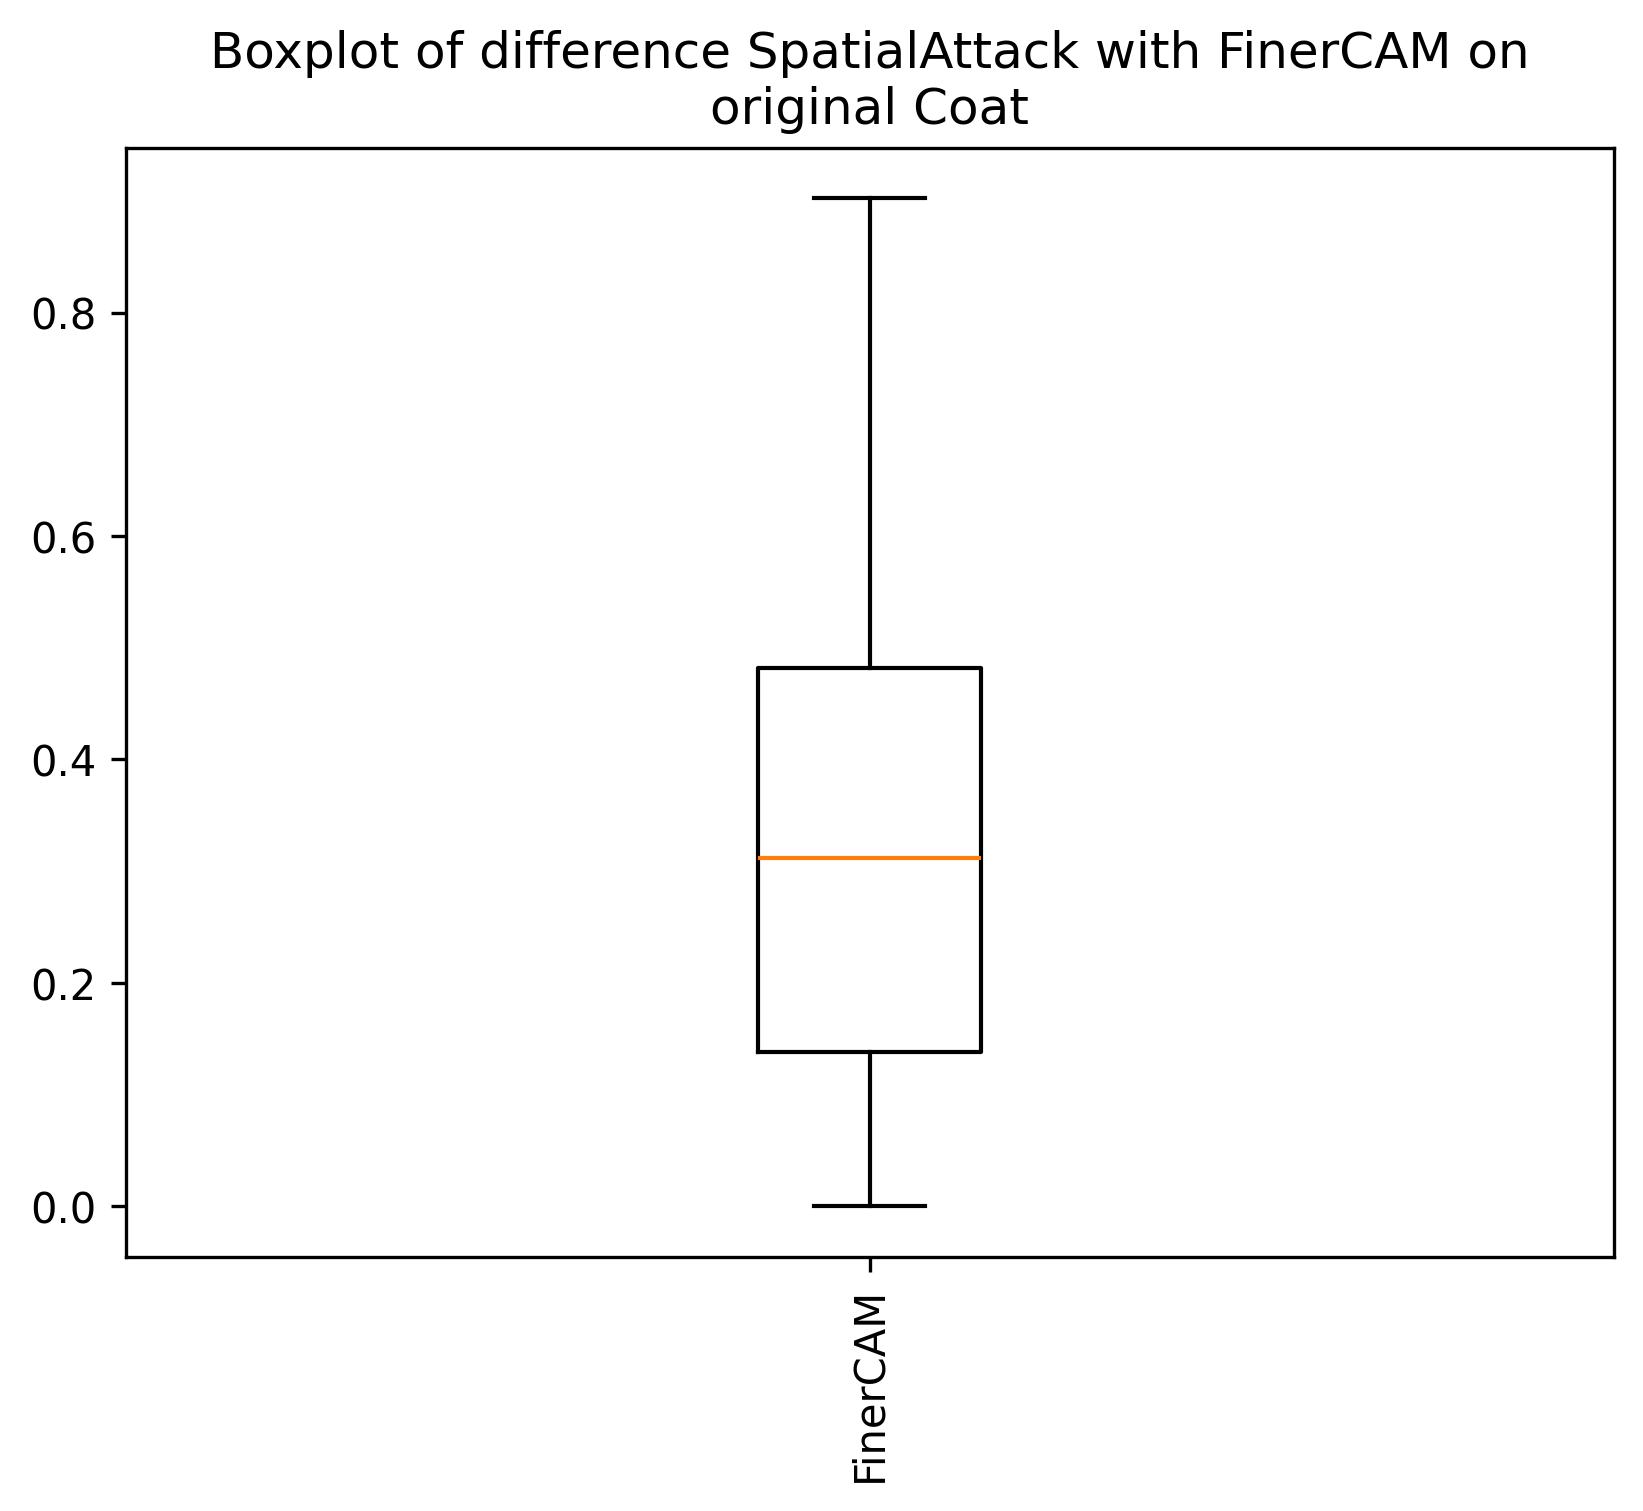 Boxplot of difference SpatialAttack with FinerCAM on
original Coat
0.8
0.6
0.4
0.2
0.0
FinerCAM